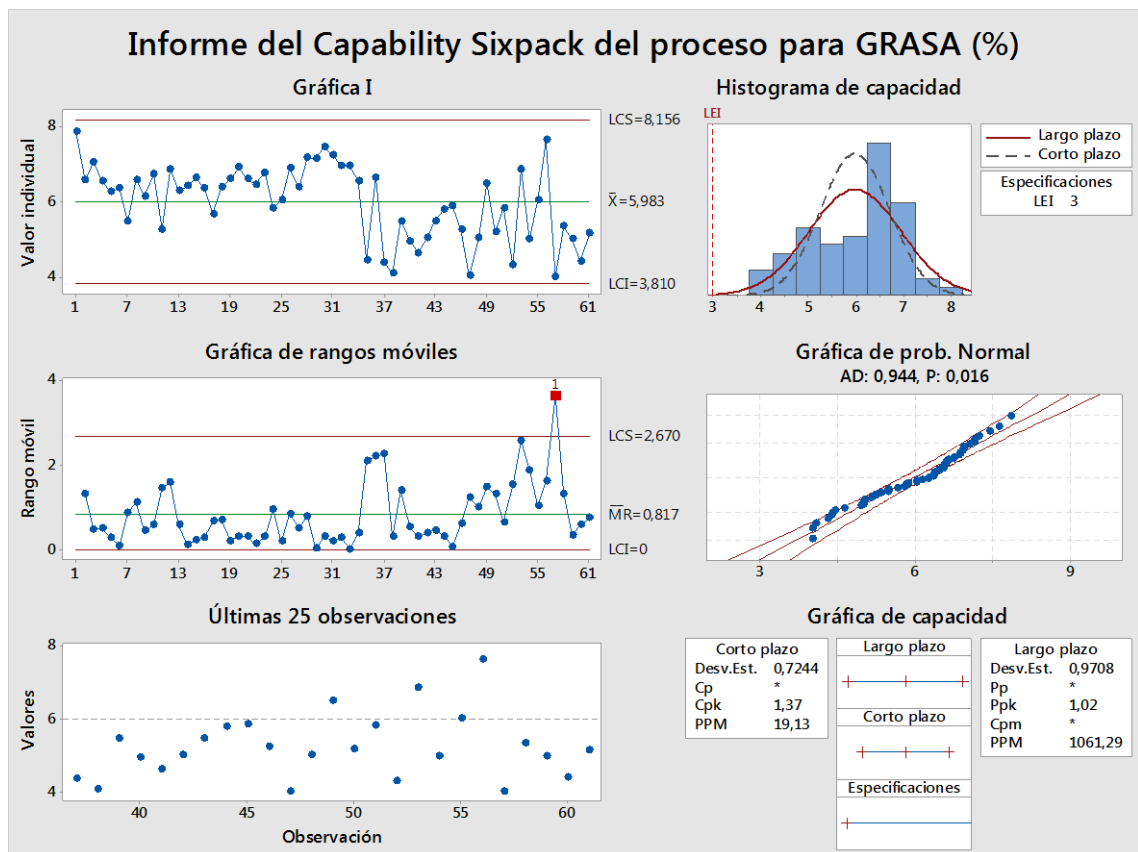 Informe del Capability Sixpack del proceso para GRASA (%)
Gráfica I
Valor individual
8
6
4
1 7 13 19 25 31 37 43 49 55 61
LCS=8,156
X̄=5,983
LCI=3,810
Histograma de capacidad
LEI
3 4 5 6 7 8
Largo plazo
Corto plazo
Especificaciones
LEI 3
Gráfica de rangos móviles
Rango móvil
4
2
0
1
1 7 13 19 25 31 37 43 49 55 61
LCS=2,670
M̅R̅=0,817
LCI=0
Gráfica de prob. Normal
AD: 0,944, P: 0,016
3 6 9
Últimas 25 observaciones
Valores
8
6
4
40 45 50 55 60
Observación
Gráfica de capacidad
Corto plazo
Desv.Est. 0,7244
Cp *
Cpk 1,37
PPM 19,13
Largo plazo
Corto plazo
Especificaciones
Largo plazo
Desv.Est. 0,9708
Pp *
Ppk 1,02
Cpm *
PPM 1061,29